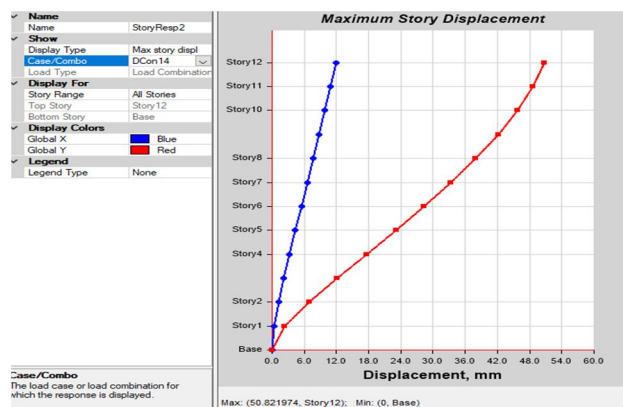 Name
Name StoryResp2
Show
Display Type Max story displ
Case/Combo DCon14
Load Type Load Combination
Display For
Story Range All Stories
Top Story Story12
Bottom Story Base
Display Colors
Global X Blue
Global Y Red
Legend
Legend Type None
Case/Combo
The load case or load combination for
which the response is displayed.
Maximum Story Displacement
Story12
Story11
Story10
Story8
Story7
Story6
Story5
Story4
Story2
Story1
Base
0.0 6.0 12.0 18.0 24.0 30.0 36.0 42.0 48.0 54.0 60.0
Displacement, mm
Max: (50.821974, Story12); Min: (0, Base)